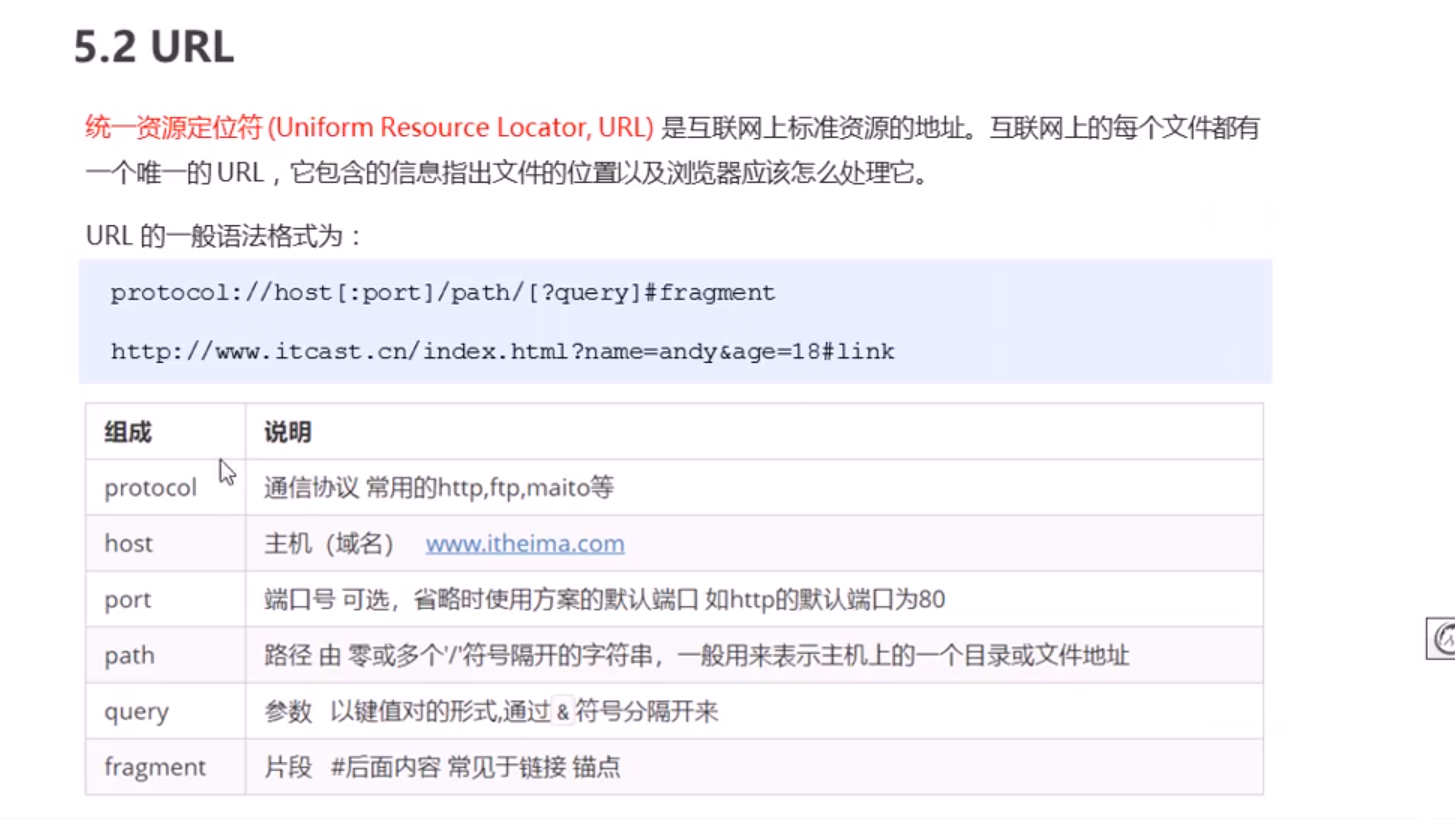 5.2 URL
统一资源定位符 (Uniform Resource Locator, URL) 是互联网上标准资源的地址。互联网上的每个文件都有
一个唯一的 URL，它包含的信息指出文件的位置以及浏览器应该怎么处理它。
URL 的一般语法格式为：
protocol://host[:port]/path/[?query]#fragment
http://www.itcast.cn/index.html?name=andy&age=18#link
组成 说明
protocol 通信协议 常用的http,ftp,maito等
host 主机（域名） www.itheima.com
port 端口号 可选，省略时使用方案的默认端口 如http的默认端口为80
path 路径 由 零或多个'/'符号隔开的字符串，一般用来表示主机上的一个目录或文件地址
query 参数 以键值对的形式,通过 & 符号分隔开来
fragment 片段 #后面内容 常见于链接 锚点